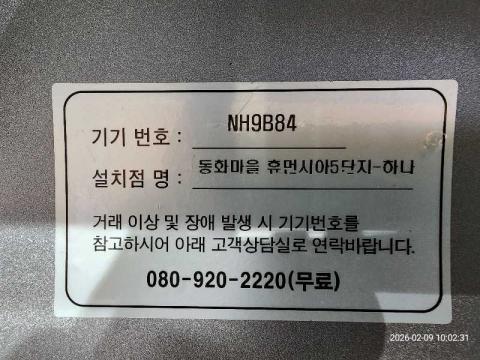 기기 번호 : NH9B84
설치점 명 : 동화마을 휴먼시아5단지-하나
거래 이상 및 장애 발생 시 기기번호를
참고하시어 아래 고객상담실로 연락바랍니다.
080-920-2220(무료)
2026-02-09 10:02:31